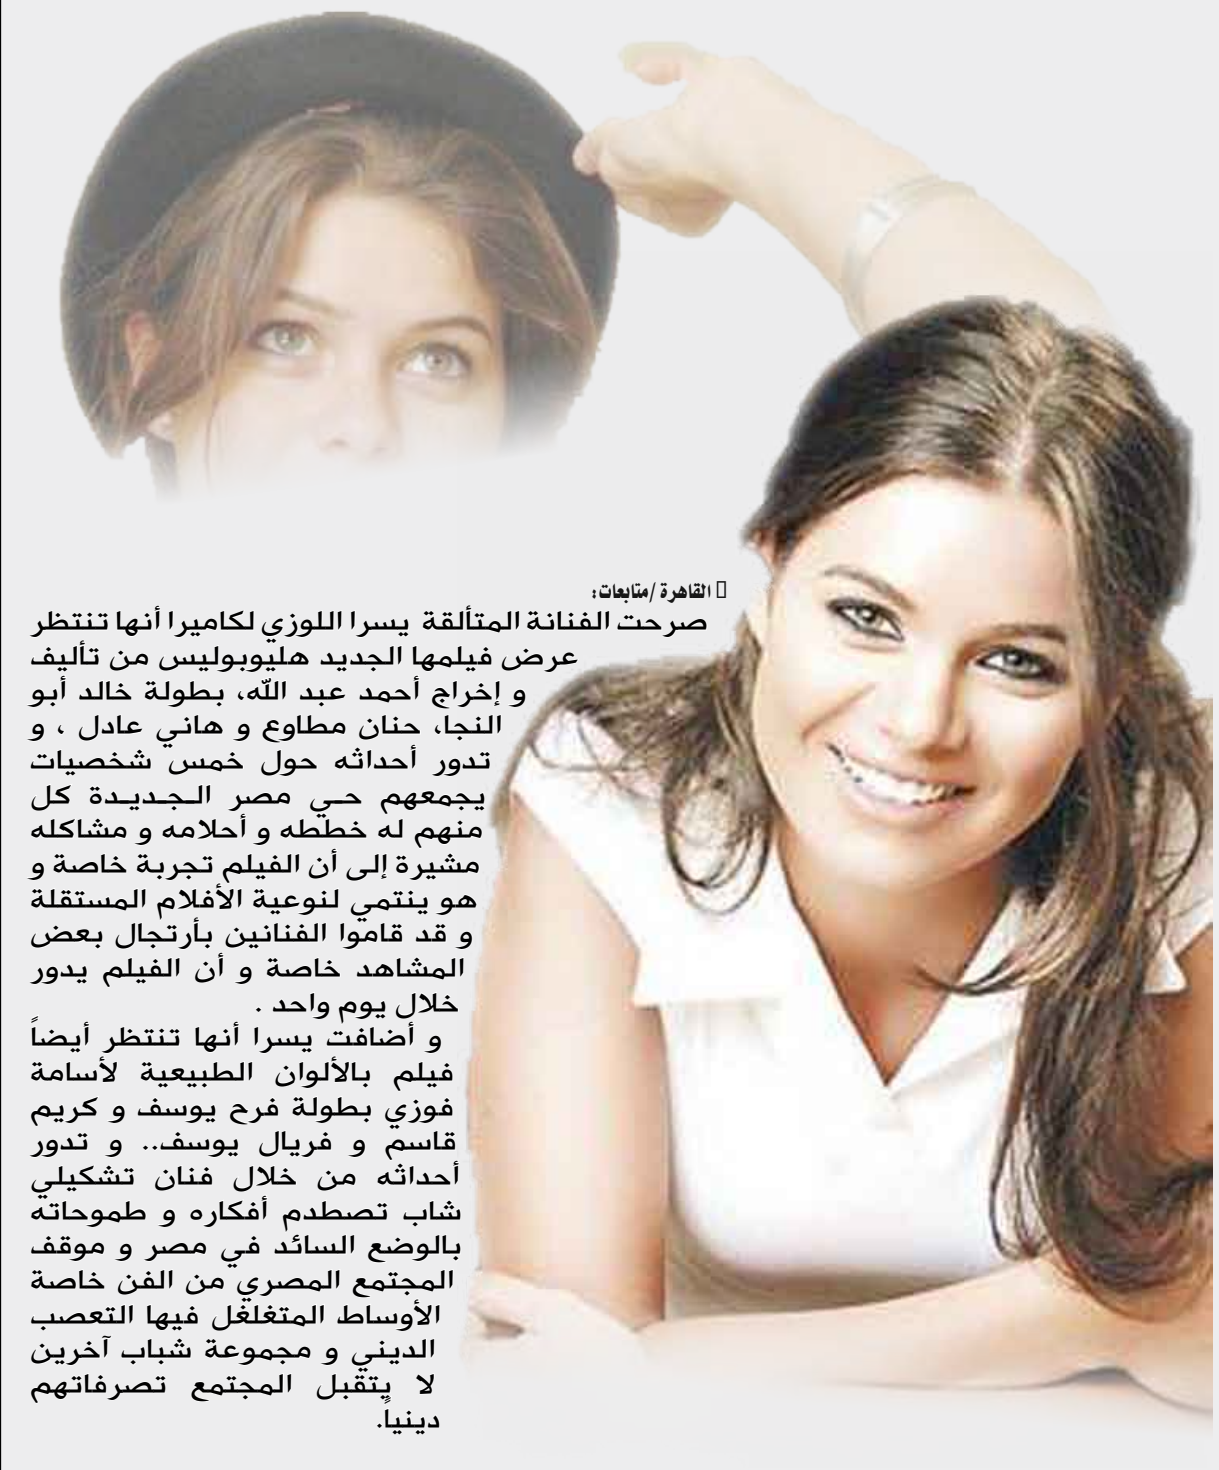 القاهرة /متابعات:
صرحت الفنانة المتألقة يسرا اللوزي لكاميرا أنها تنتظر
عرض فيلمها الجديد هليوبوليس من تأليف
و إخراج أحمد عبد الله، بطولة خالد أبو
النجا، حنان مطاوع و هاني عادل ، و
تدور أحداثه حول خمس شخصيات
يجمعهم حي مصر الجديدة كل
منهم له خططه و أحلامه و مشاكله
مشيرة إلى أن الفيلم تجربة خاصة و
هو ينتمي لنوعية الأفلام المستقلة
و قد قاموا الفنانين بأرتجال بعض
المشاهد خاصة و أن الفيلم يدور
خلال يوم واحد .
و أضافت يسرا أنها تنتظر أيضاً
فيلم بالألوان الطبيعية لأسامة
فوزي بطولة فرح يوسف و كريم
قاسم و فريال يوسف.. و تدور
أحداثه من خلال فنان تشكيلي
شاب تصطدم أفكاره و طموحاته
بالوضع السائد في مصر و موقف
المجتمع المصري من الفن خاصة
الأوساط المتغلغل فيها التعصب
الديني و مجموعة شباب آخرين
لا يتقبل المجتمع تصرفاتهم
دينياً.